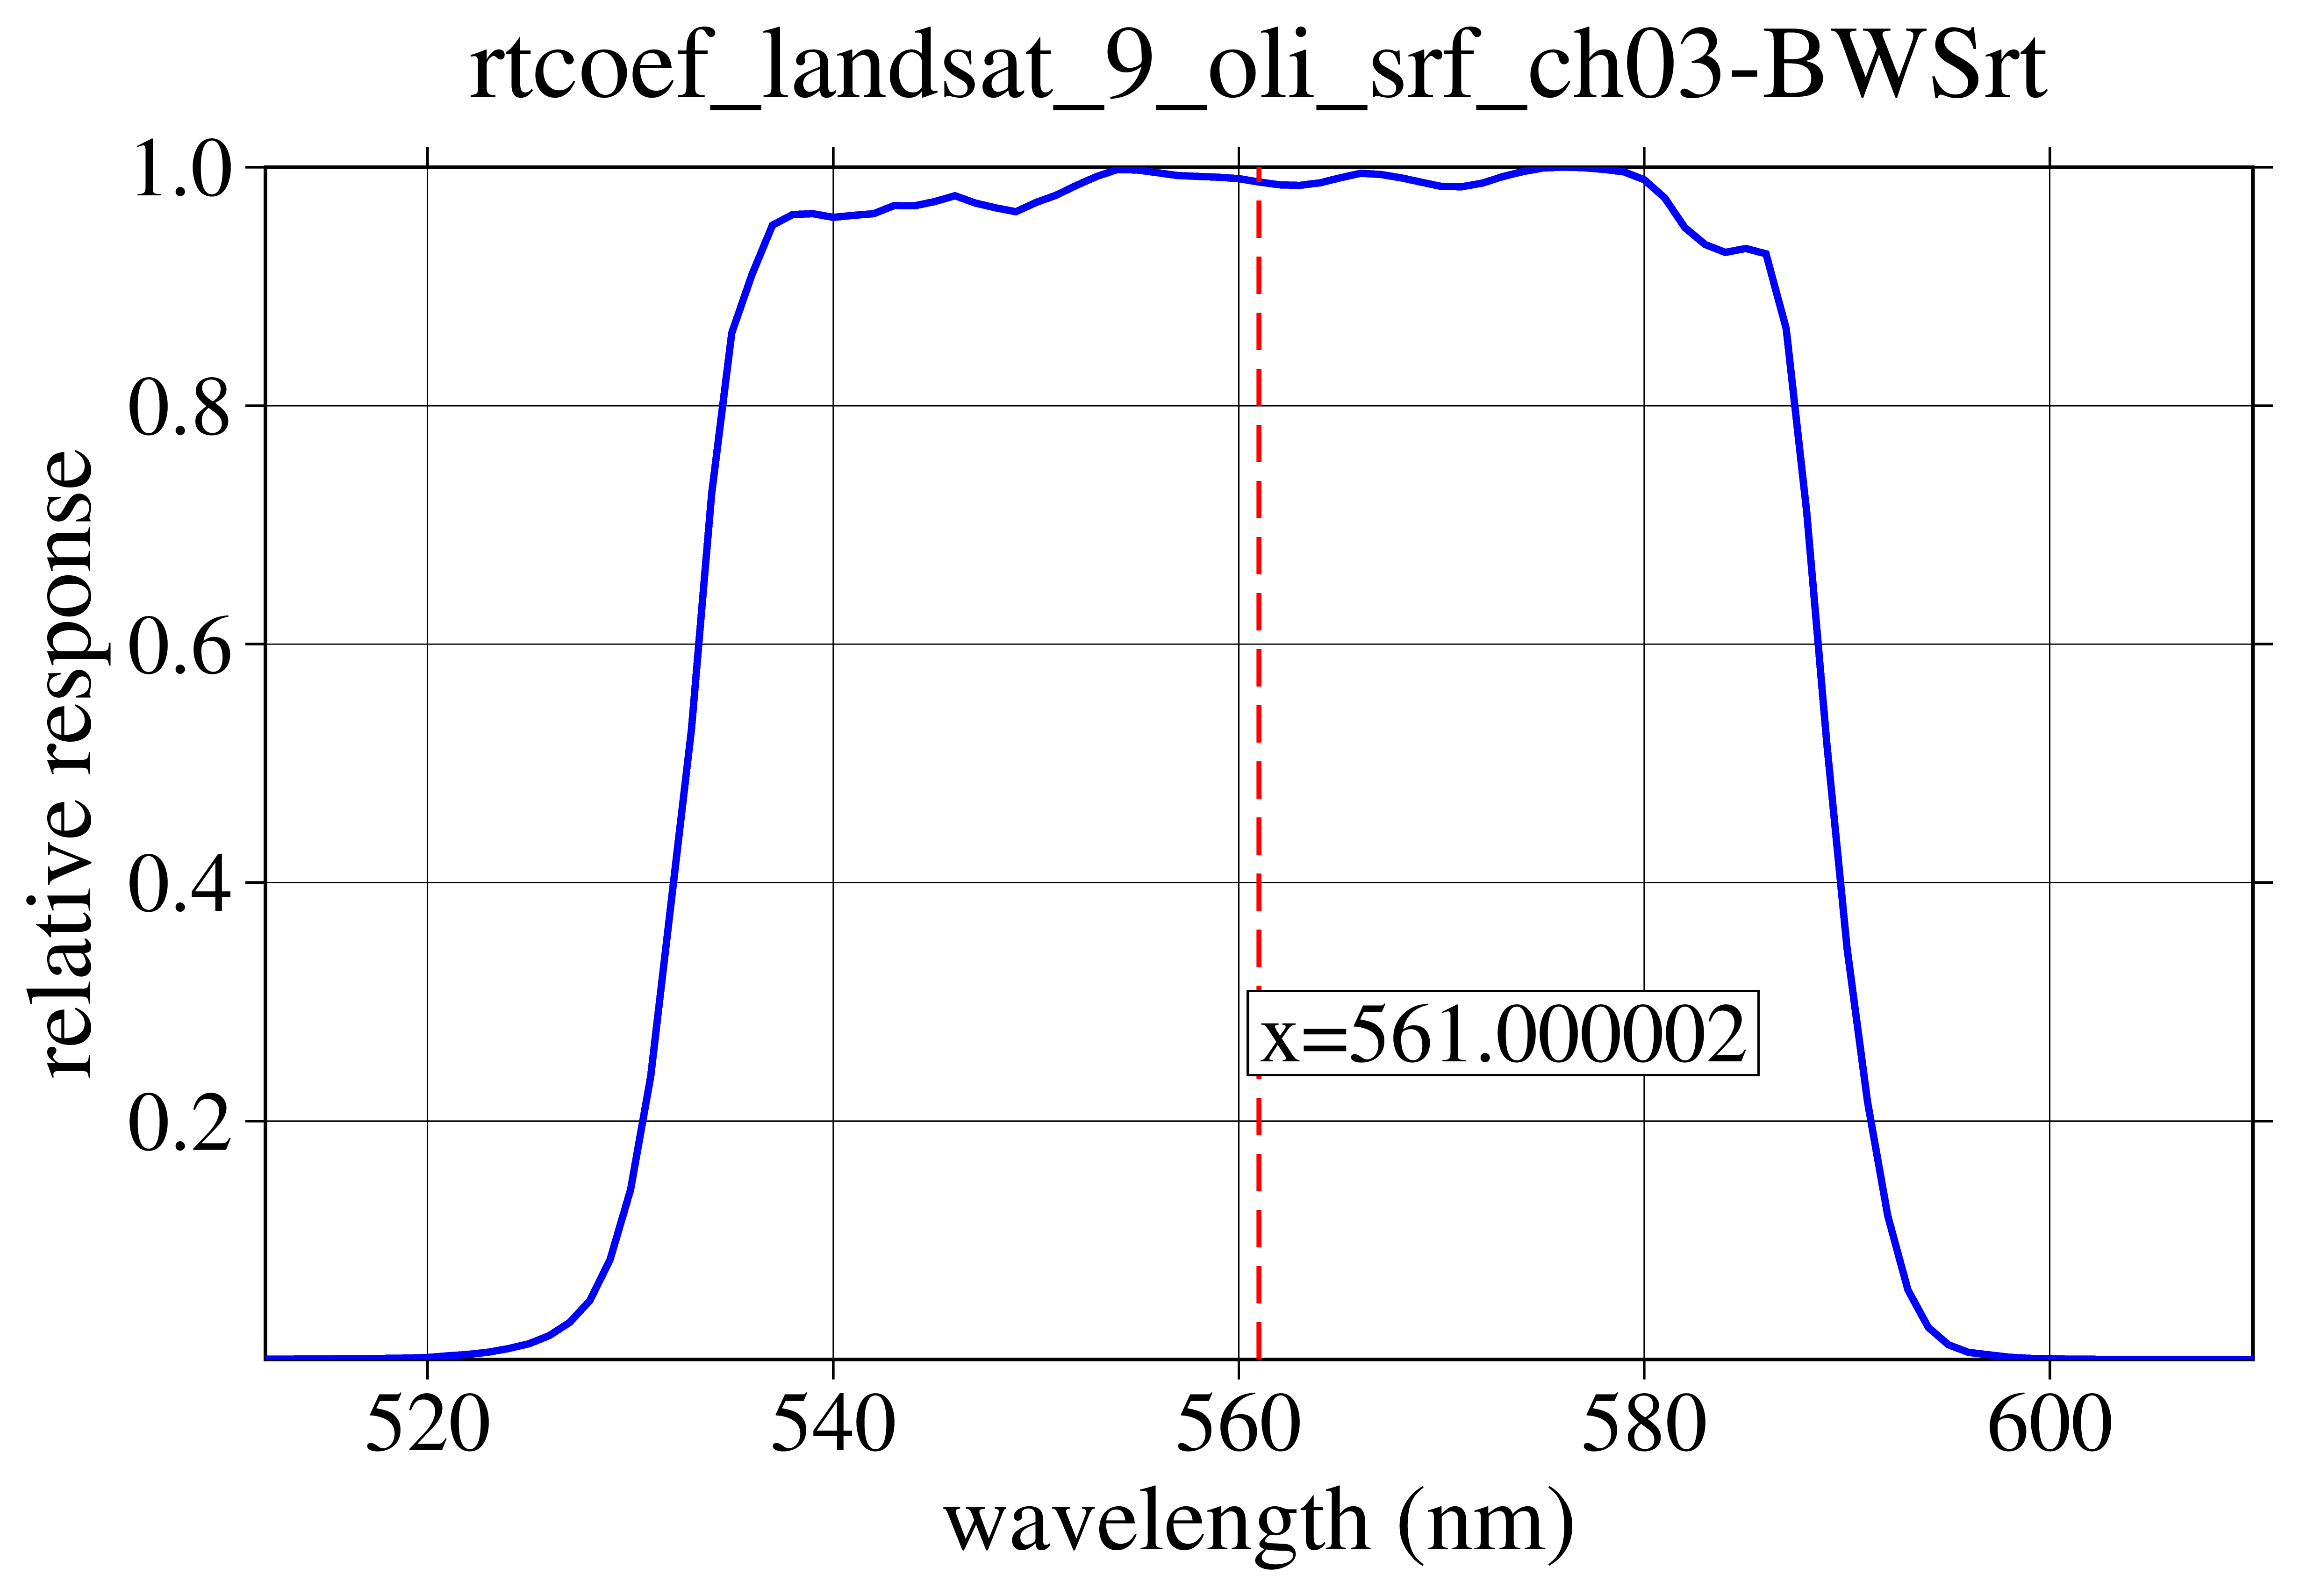 rtcoef_landsat_9_oli_srf_ch03-BWSrt
1.0
0.8
0.6
0.4
0.2
relative response
x=561.000002
520 540 560 580 600
wavelength (nm)